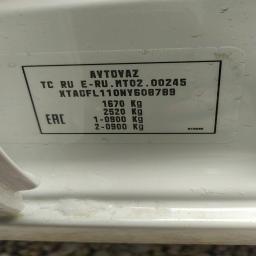 AVTOVAZ
TC RU E-RU.MT02.00245
XTAGFL110NY608789
1670 Kg
2520 Kg
EAC 1-0900 Kg
2-0900 Kg